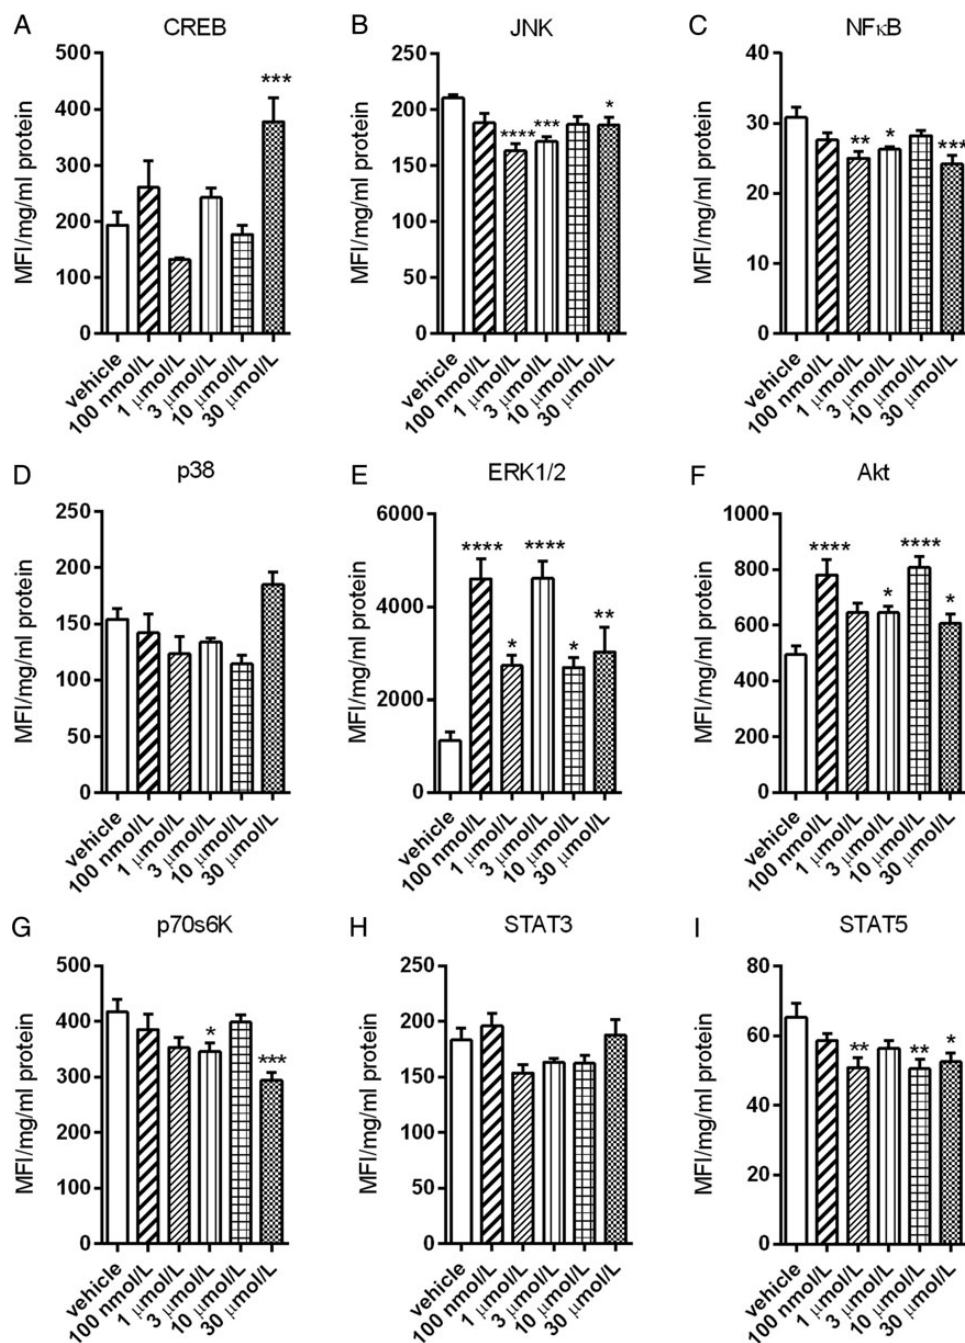 A CREB
MFI/mg/ml protein
500
400
300
200
100
0
***
vehicle
100 nmol/L
1 μmol/L
3 μmol/L
10 μmol/L
30 μmol/L
B JNK
MFI/mg/ml protein
250
200
150
100
50
0
****
***
*
vehicle
100 nmol/L
1 μmol/L
3 μmol/L
10 μmol/L
30 μmol/L
C NFκB
MFI/mg/ml protein
40
30
20
10
0
**
*
***
vehicle
100 nmol/L
1 μmol/L
3 μmol/L
10 μmol/L
30 μmol/L
D p38
MFI/mg/ml protein
250
200
150
100
50
0
vehicle
100 nmol/L
1 μmol/L
3 μmol/L
10 μmol/L
30 μmol/L
E ERK1/2
MFI/mg/ml protein
6000
4000
2000
0
****
*
****
*
**
vehicle
100 nmol/L
1 μmol/L
3 μmol/L
10 μmol/L
30 μmol/L
F Akt
MFI/mg/ml protein
1000
800
600
400
200
0
****
*
****
*
vehicle
100 nmol/L
1 μmol/L
3 μmol/L
10 μmol/L
30 μmol/L
G p70s6K
MFI/mg/ml protein
500
400
300
200
100
0
*
***
vehicle
100 nmol/L
1 μmol/L
3 μmol/L
10 μmol/L
30 μmol/L
H STAT3
MFI/mg/ml protein
250
200
150
100
50
0
vehicle
100 nmol/L
1 μmol/L
3 μmol/L
10 μmol/L
30 μmol/L
I STAT5
MFI/mg/ml protein
80
60
40
20
0
**
**
*
vehicle
100 nmol/L
1 μmol/L
3 μmol/L
10 μmol/L
30 μmol/L